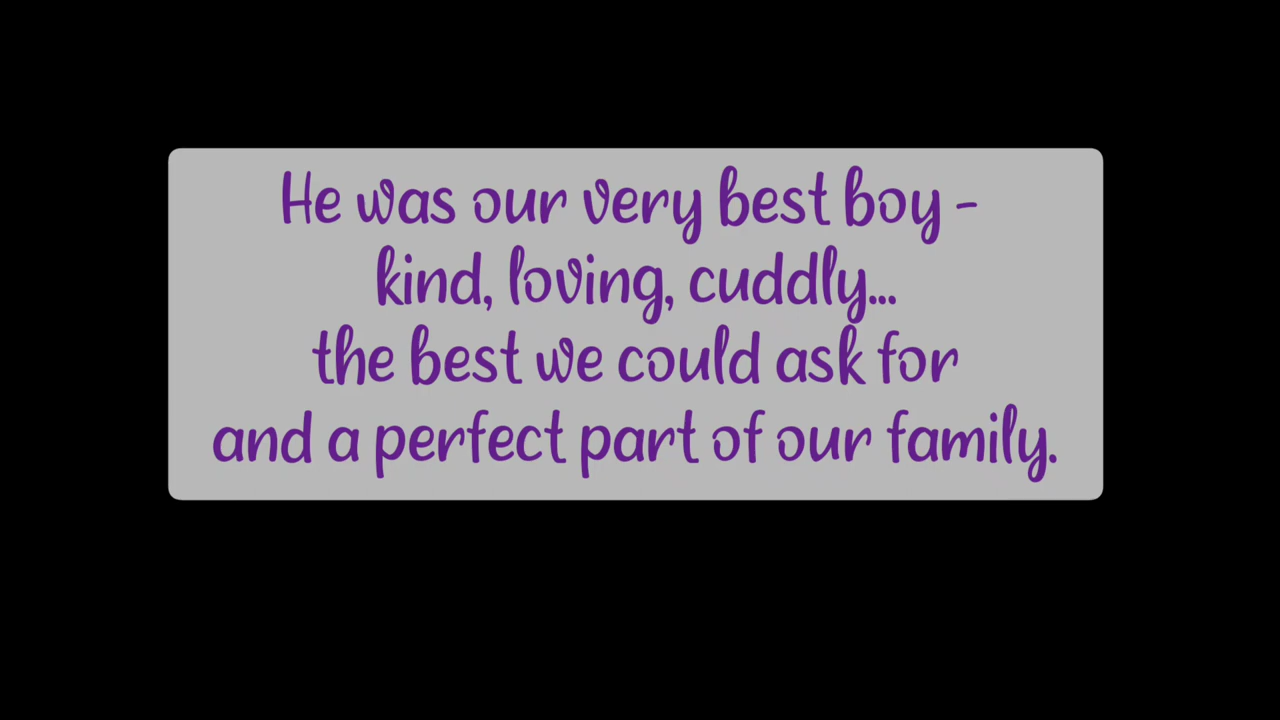 He was our very best boy -
kind, loving, cuddly...
the best we could ask for
and a perfect part of our family.